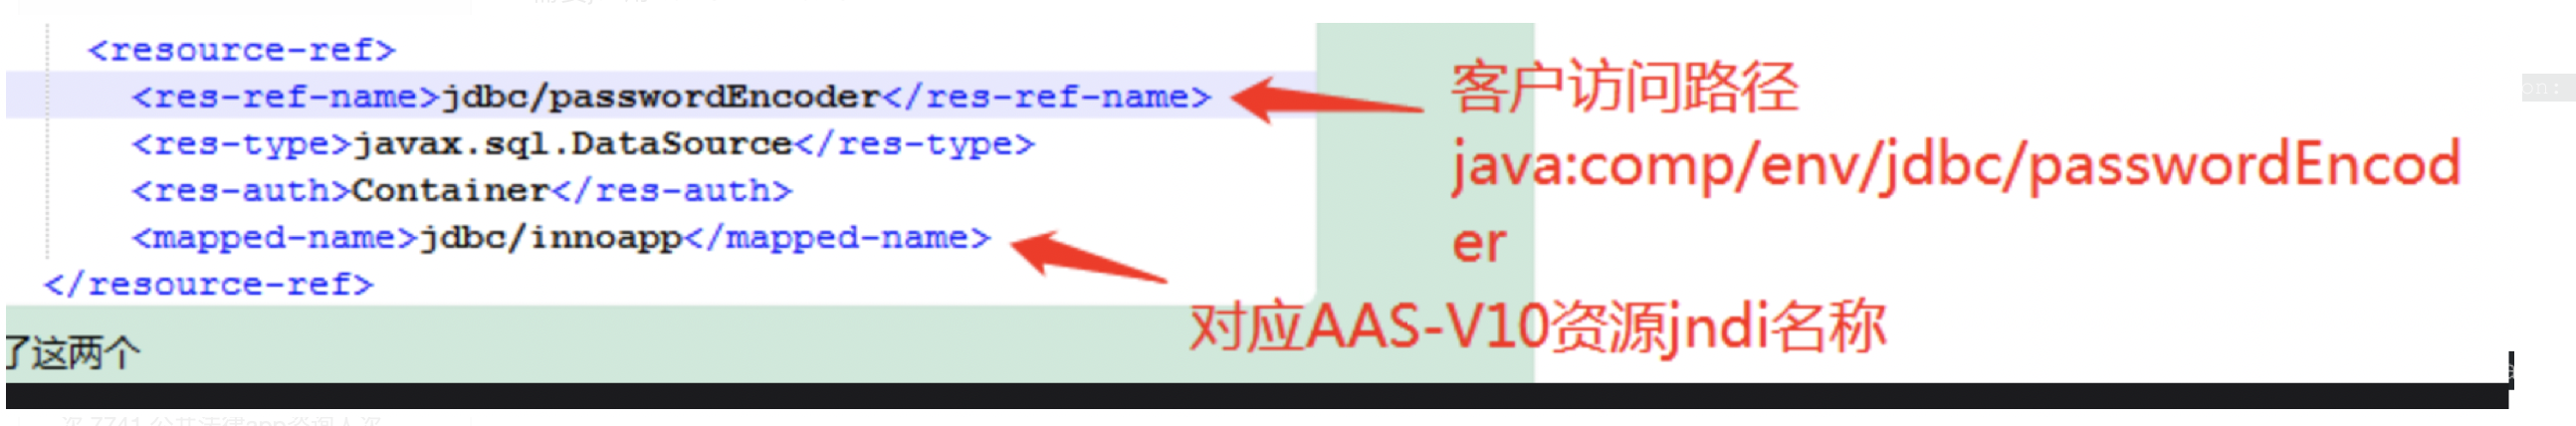 <resource-ref>
<res-ref-name>jdbc/passwordEncoder</res-ref-name>
<res-type>javax.sql.DataSource</res-type>
<res-auth>Container</res-auth>
<mapped-name>jdbc/innoapp</mapped-name>
</resource-ref>
客户访问路径
java:comp/env/jdbc/passwordEncod
er
对应AAS-V10资源jndi名称
了这两个